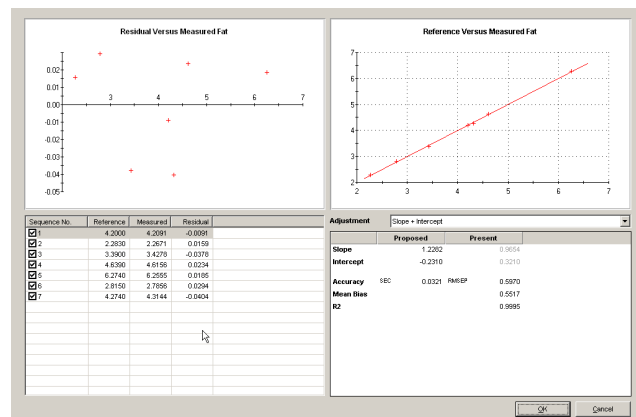 Residual Versus Measured Fat
0.02
0.01
0.00
-0.01
-0.02
-0.03
-0.04
-0.05
3 4 5 6 7
Reference Versus Measured Fat
7
6
5
4
3
2
2 3 4 5 6 7
Sequence No. Reference Measured Residual
1 4.2000 4.2091 -0.0091
2 2.2830 2.2671 0.0159
3 3.3900 3.4278 -0.0378
4 4.6390 4.6156 0.0234
5 6.2740 6.2555 0.0185
6 2.8150 2.7856 0.0294
7 4.2740 4.3144 -0.0404
Adjustment Slope + Intercept
Proposed Present
Slope 1.2282 0.9654
Intercept -0.2310 0.3210
Accuracy SEC 0.0321 RMSEP 0.5970
Mean Bias 0.5517
R2 0.9995
OK Cancel